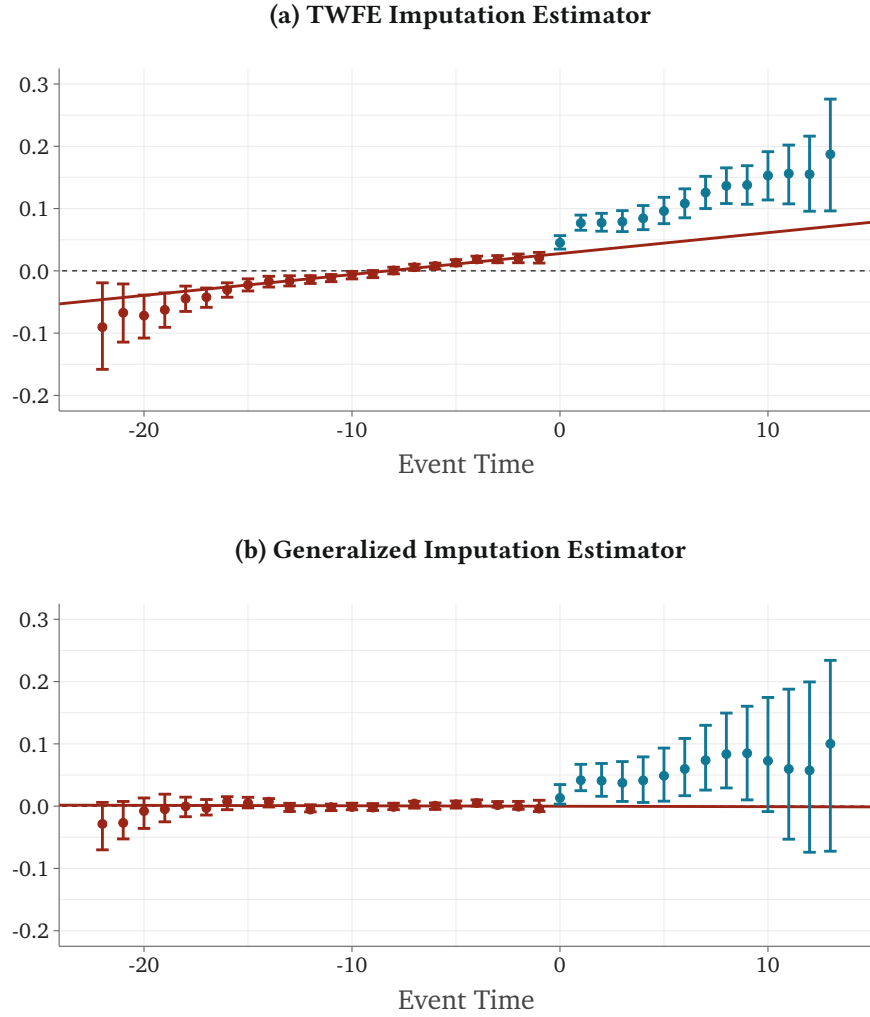 (a) TWFE Imputation Estimator
0.3
0.2
0.1
0.0
-0.1
-0.2
-20 -10 0 10
Event Time
(b) Generalized Imputation Estimator
0.3
0.2
0.1
0.0
-0.1
-0.2
-20 -10 0 10
Event Time